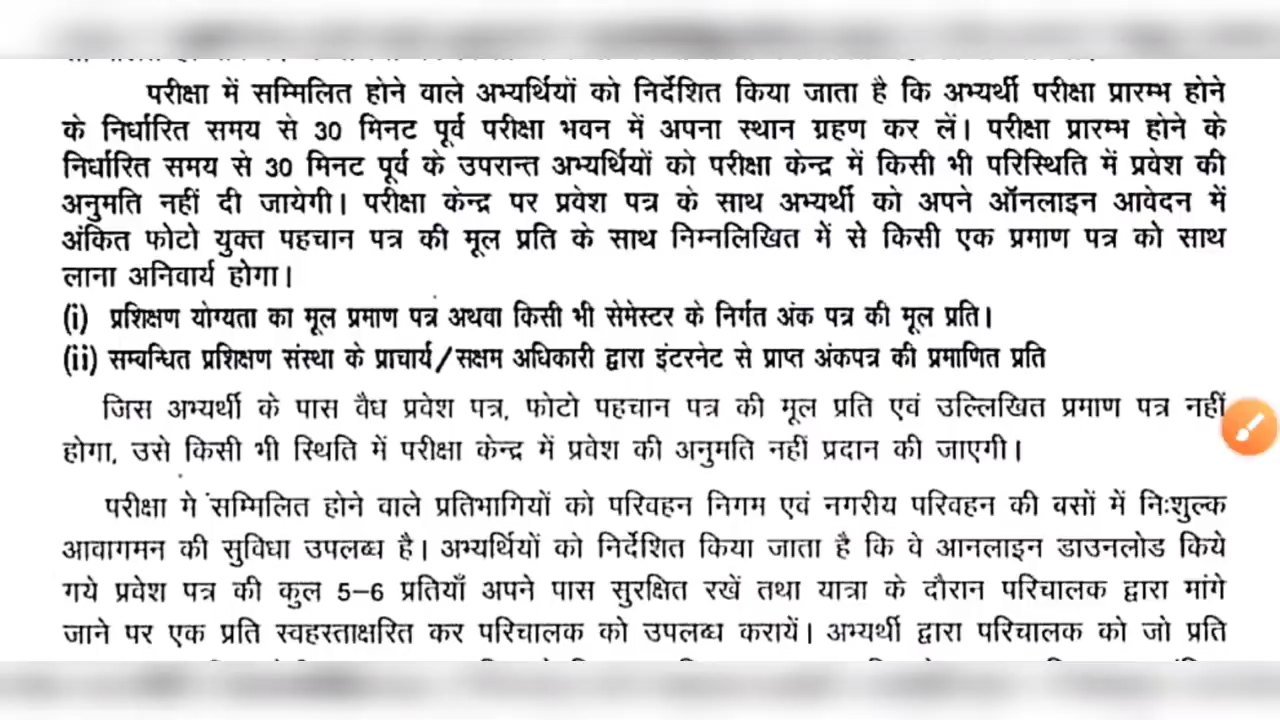 परीक्षा में सम्मिलित होने वाले अभ्यर्थियों को निर्देशित किया जाता है कि अभ्यर्थी परीक्षा प्रारम्भ होने
के निर्धारित समय से 30 मिनट पूर्व परीक्षा भवन में अपना स्थान ग्रहण कर लें। परीक्षा प्रारम्भ होने के
निर्धारित समय से 30 मिनट पूर्व के उपरान्त अभ्यर्थियों को परीक्षा केन्द्र में किसी भी परिस्थिति में प्रवेश की
अनुमति नहीं दी जायेगी। परीक्षा केन्द्र पर प्रवेश पत्र के साथ अभ्यर्थी को अपने ऑनलाइन आवेदन में
अंकित फोटो युक्त पहचान पत्र की मूल प्रति के साथ निम्नलिखित में से किसी एक प्रमाण पत्र को साथ
लाना अनिवार्य होगा।
(i) प्रशिक्षण योग्यता का मूल प्रमाण पत्र अथवा किसी भी सेमेस्टर के निर्गत अंक पत्र की मूल प्रति।
(ii) सम्बन्धित प्रशिक्षण संस्था के प्राचार्य/सक्षम अधिकारी द्वारा इंटरनेट से प्राप्त अंकपत्र की प्रमाणित प्रति
जिस अभ्यर्थी के पास वैध प्रवेश पत्र, फोटो पहचान पत्र की मूल प्रति एवं उल्लिखित प्रमाण पत्र नहीं
होगा, उसे किसी भी स्थिति में परीक्षा केन्द्र में प्रवेश की अनुमति नहीं प्रदान की जाएगी।
परीक्षा मे सम्मिलित होने वाले प्रतिभागियों को परिवहन निगम एवं नगरीय परिवहन की बसों में निःशुल्क
आवागमन की सुविधा उपलब्ध है। अभ्यर्थियों को निर्देशित किया जाता है कि वे आनलाइन डाउनलोड किये
गये प्रवेश पत्र की कुल 5–6 प्रतियाँ अपने पास सुरक्षित रखें तथा यात्रा के दौरान परिचालक द्वारा मांगे
जाने पर एक प्रति स्वहस्ताक्षरित कर परिचालक को उपलब्ध करायें। अभ्यर्थी द्वारा परिचालक को जो प्रति